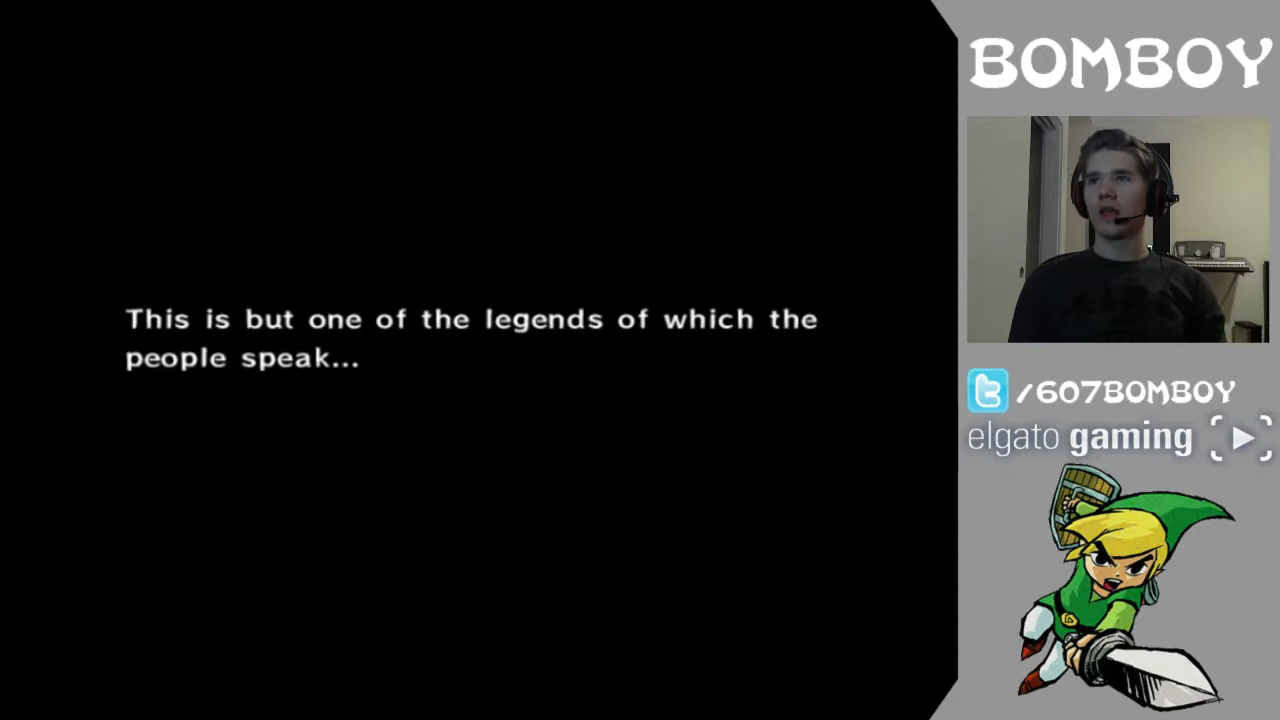 This is but one of the legends of which the
people speak...
BOMBOY
/607BOMBOY
elgato gaming